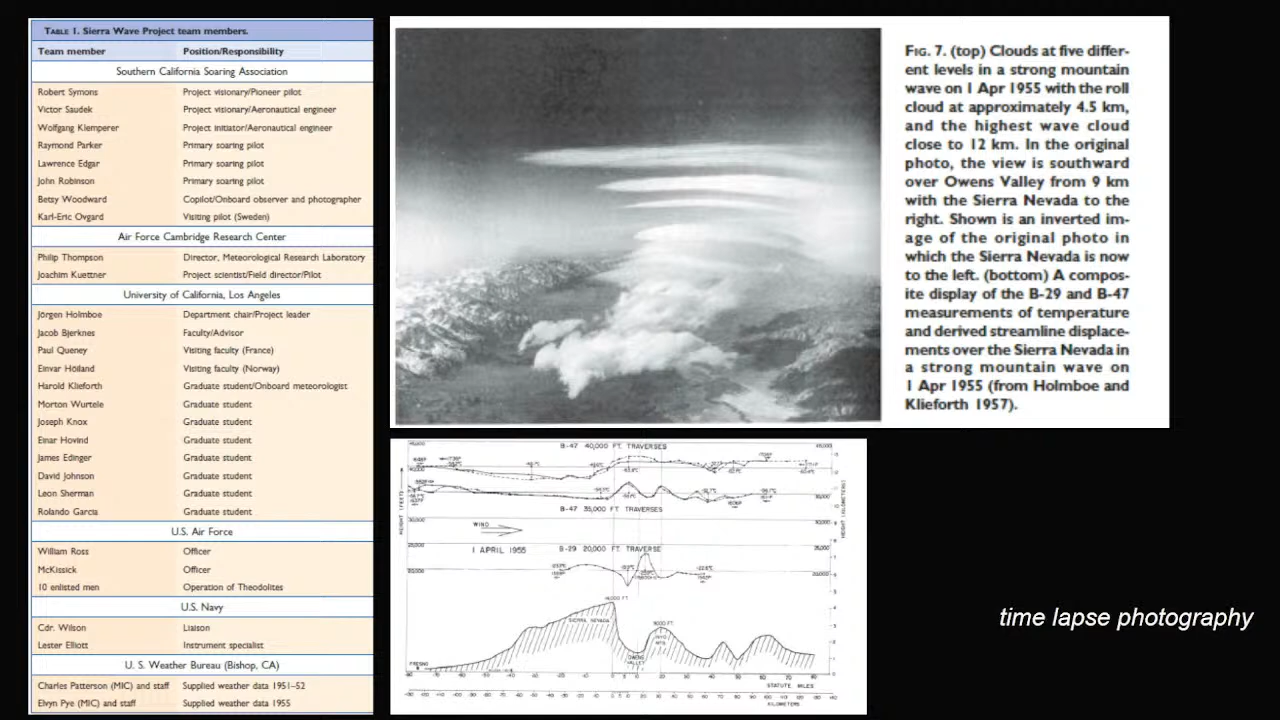 TABLE 1. Sierra Wave Project team members.
Team member Position/Responsibility
Southern California Soaring Association
Robert Symons Project visionary/Pioneer pilot
Victor Saudek Project visionary/Aeronautical engineer
Wolfgang Klemperer Project initiator/Aeronautical engineer
Raymond Parker Primary soaring pilot
Lawrence Edgar Primary soaring pilot
John Robinson Primary soaring pilot
Betsy Woodward Copilot/Onboard observer and photographer
Karl-Eric Ovgard Visiting pilot (Sweden)
Air Force Cambridge Research Center
Philip Thompson Director, Meteorological Research Laboratory
Joachim Kuettner Project scientist/Field director/Pilot
University of California, Los Angeles
Jörgen Holmboe Department chair/Project leader
Jacob Bjerknes Faculty/Advisor
Paul Queney Visiting faculty (France)
Einvar Höiland Visiting faculty (Norway)
Harold Klieforth Graduate student/Onboard meteorologist
Morton Wurtele Graduate student
Joseph Knox Graduate student
Einar Hovind Graduate student
James Edinger Graduate student
David Johnson Graduate student
Leon Sherman Graduate student
Rolando Garcia Graduate student
U.S. Air Force
William Ross Officer
McKissick Officer
10 enlisted men Operation of Theodolites
U.S. Navy
Cdr. Wilson Liaison
Lester Elliott Instrument specialist
U. S. Weather Bureau (Bishop, CA)
Charles Patterson (MIC) and staff Supplied weather data 1951–52
Elvyn Pye (MIC) and staff Supplied weather data 1955
FIG. 7. (top) Clouds at five differ-
ent levels in a strong mountain
wave on 1 Apr 1955 with the roll
cloud at approximately 4.5 km,
and the highest wave cloud
close to 12 km. In the original
photo, the view is southward
over Owens Valley from 9 km
with the Sierra Nevada to the
right. Shown is an inverted im-
age of the original photo in
which the Sierra Nevada is now
to the left. (bottom) A compos-
ite display of the B-29 and B-47
measurements of temperature
and derived streamline displace-
ments over the Sierra Nevada in
a strong mountain wave on
1 Apr 1955 (from Holmboe and
Klieforth 1957).
B-47 40,000 FT. TRAVERSES
B-47 35,000 FT. TRAVERSES
WIND
1 APRIL 1955 B-29 20,000 FT. TRAVERSE
SIERRA NEVADA
OWENS
VALLEY
FRESNO
STATUTE MILES
KILOMETERS
time lapse photography